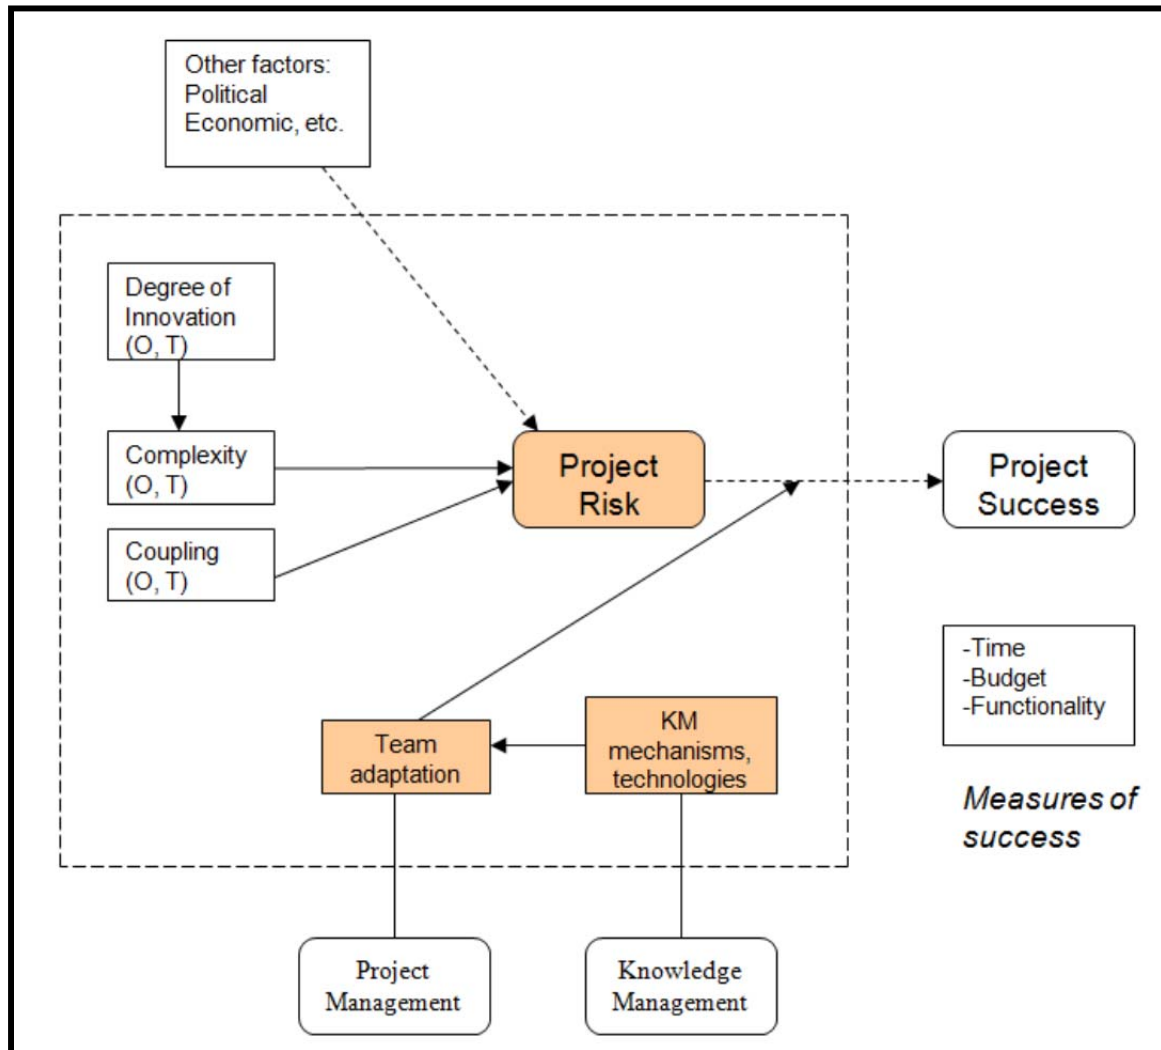 Other factors:
Political
Economic, etc.
Degree of
Innovation
(O, T)
Complexity
(O, T)
Coupling
(O, T)
Project
Risk
Project
Success
-Time
-Budget
-Functionality
Measures of
success
Team
adaptation
KM
mechanisms,
technologies
Project
Management
Knowledge
Management